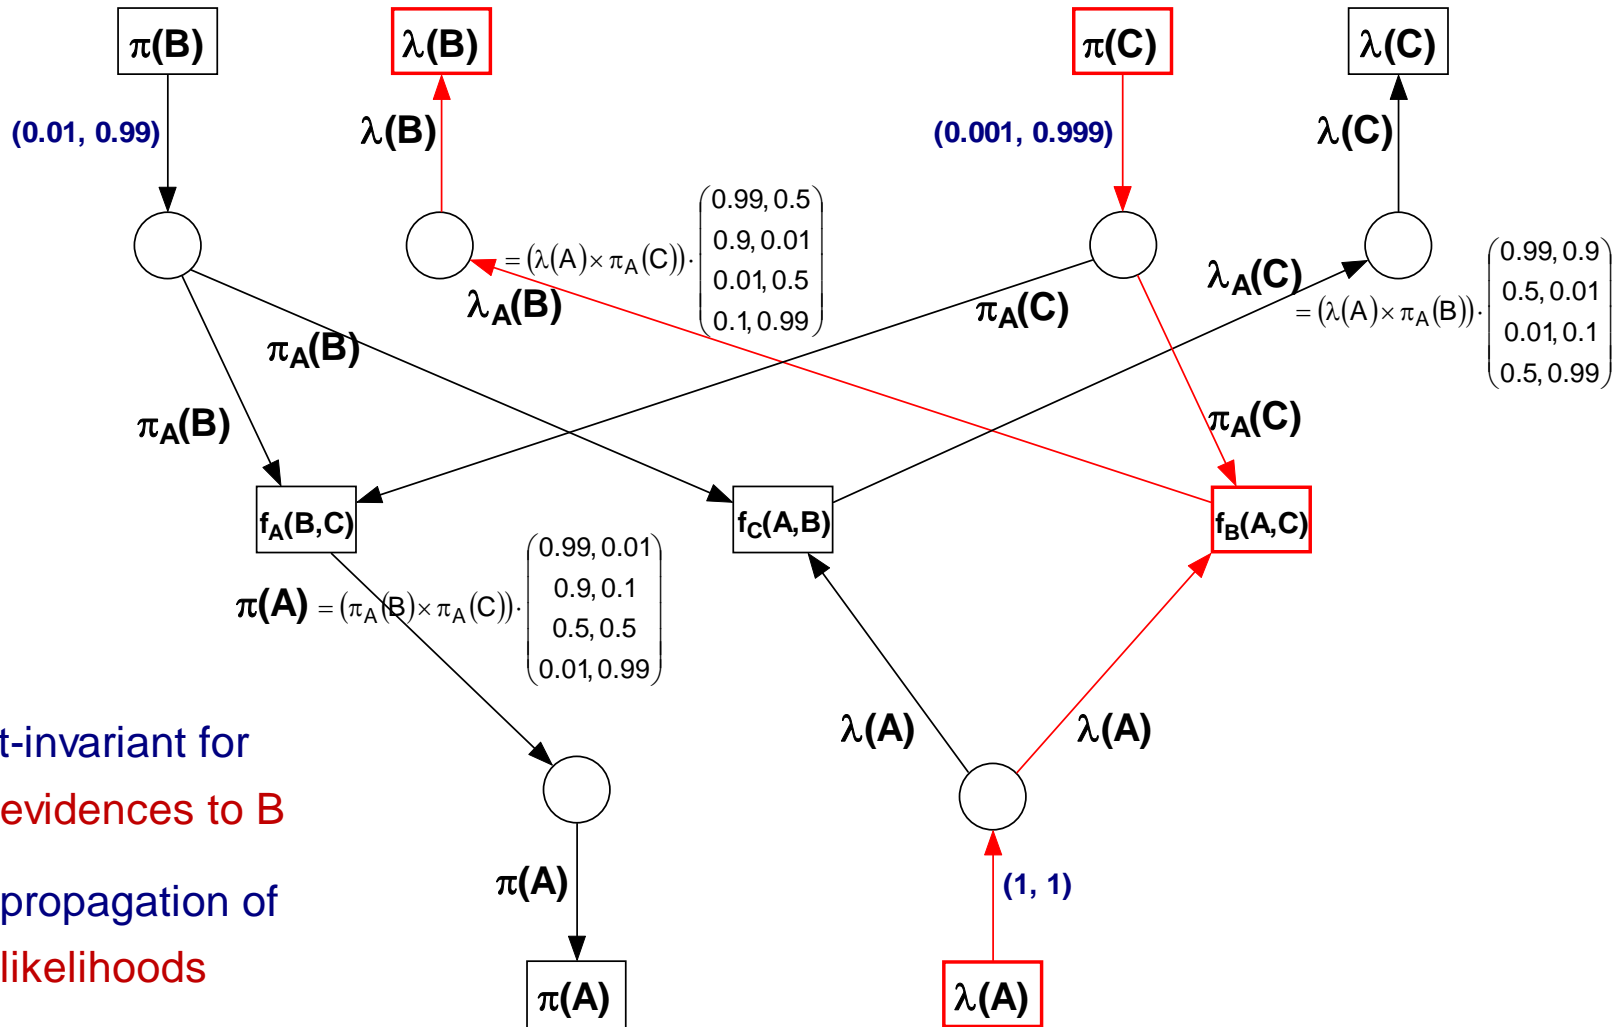 π(B)
λ(B)
π(C)
λ(C)
(0.01, 0.99)
λ(B)
(0.001, 0.999)
λ(C)
= (λ(A) × π_A(C)) ·
0.99, 0.5
0.9, 0.01
0.01, 0.5
0.1, 0.99
λ_A(B)
π_A(C)
λ_A(C)
= (λ(A) × π_A(B)) ·
0.99, 0.9
0.5, 0.01
0.01, 0.1
0.5, 0.99
π_A(B)
π_A(B)
π_A(C)
f_A(B,C)
f_C(A,B)
f_B(A,C)
π(A) = (π_A(B) × π_A(C)) ·
0.99, 0.01
0.9, 0.1
0.5, 0.5
0.01, 0.99
t-invariant for
evidences to B
propagation of
likelihoods
λ(A)
λ(A)
π(A)
(1, 1)
π(A)
λ(A)